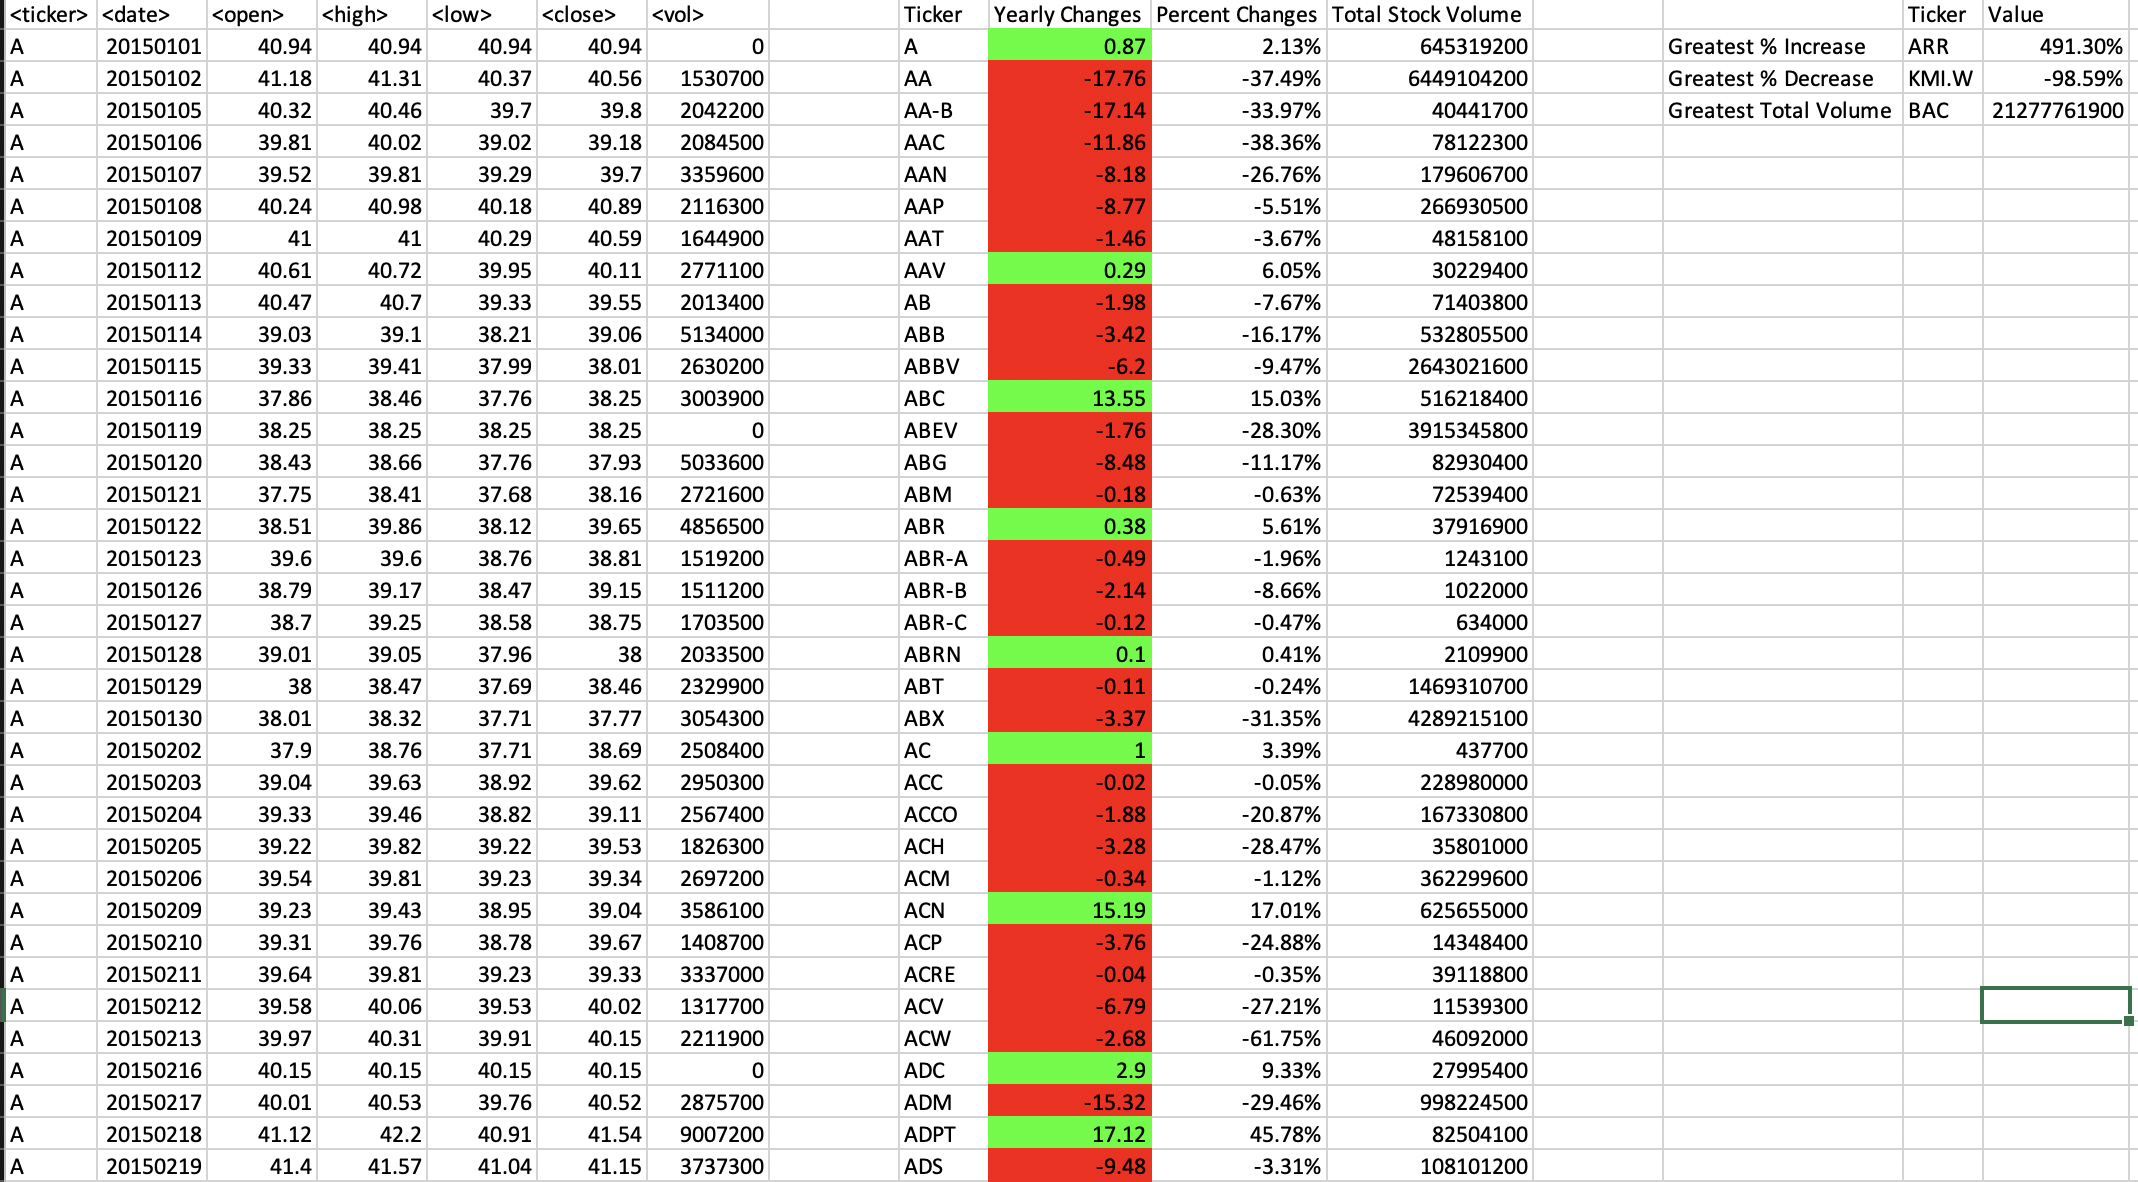 <ticker> <date> <open> <high> <low> <close> <vol> Ticker Yearly Changes Percent Changes Total Stock Volume Ticker Value
A 20150101 40.94 40.94 40.94 40.94 0 A 0.87 2.13% 645319200 Greatest % Increase ARR 491.30%
A 20150102 41.18 41.31 40.37 40.56 1530700 AA -17.76 -37.49% 6449104200 Greatest % Decrease KMI.W -98.59%
A 20150105 40.32 40.46 39.7 39.8 2042200 AA-B -17.14 -33.97% 40441700 Greatest Total Volume BAC 21277761900
A 20150106 39.81 40.02 39.02 39.18 2084500 AAC -11.86 -38.36% 78122300
A 20150107 39.52 39.81 39.29 39.7 3359600 AAN -8.18 -26.76% 179606700
A 20150108 40.24 40.98 40.18 40.89 2116300 AAP -8.77 -5.51% 266930500
A 20150109 41 41 40.29 40.59 1644900 AAT -1.46 -3.67% 48158100
A 20150112 40.61 40.72 39.95 40.11 2771100 AAV 0.29 6.05% 30229400
A 20150113 40.47 40.7 39.33 39.55 2013400 AB -1.98 -7.67% 71403800
A 20150114 39.03 39.1 38.21 39.06 5134000 ABB -3.42 -16.17% 532805500
A 20150115 39.33 39.41 37.99 38.01 2630200 ABBV -6.2 -9.47% 2643021600
A 20150116 37.86 38.46 37.76 38.25 3003900 ABC 13.55 15.03% 516218400
A 20150119 38.25 38.25 38.25 38.25 0 ABEV -1.76 -28.30% 3915345800
A 20150120 38.43 38.66 37.76 37.93 5033600 ABG -8.48 -11.17% 82930400
A 20150121 37.75 38.41 37.68 38.16 2721600 ABM -0.18 -0.63% 72539400
A 20150122 38.51 39.86 38.12 39.65 4856500 ABR 0.38 5.61% 37916900
A 20150123 39.6 39.6 38.76 38.81 1519200 ABR-A -0.49 -1.96% 1243100
A 20150126 38.79 39.17 38.47 39.15 1511200 ABR-B -2.14 -8.66% 1022000
A 20150127 38.7 39.25 38.58 38.75 1703500 ABR-C -0.12 -0.47% 634000
A 20150128 39.01 39.05 37.96 38 2033500 ABRN 0.1 0.41% 2109900
A 20150129 38 38.47 37.69 38.46 2329900 ABT -0.11 -0.24% 1469310700
A 20150130 38.01 38.32 37.71 37.77 3054300 ABX -3.37 -31.35% 4289215100
A 20150202 37.9 38.76 37.71 38.69 2508400 AC 1 3.39% 437700
A 20150203 39.04 39.63 38.92 39.62 2950300 ACC -0.02 -0.05% 228980000
A 20150204 39.33 39.46 38.82 39.11 2567400 ACCO -1.88 -20.87% 167330800
A 20150205 39.22 39.82 39.22 39.53 1826300 ACH -3.28 -28.47% 35801000
A 20150206 39.54 39.81 39.23 39.34 2697200 ACM -0.34 -1.12% 362299600
A 20150209 39.23 39.43 38.95 39.04 3586100 ACN 15.19 17.01% 625655000
A 20150210 39.31 39.76 38.78 39.67 1408700 ACP -3.76 -24.88% 14348400
A 20150211 39.64 39.81 39.23 39.33 3337000 ACRE -0.04 -0.35% 39118800
A 20150212 39.58 40.06 39.53 40.02 1317700 ACV -6.79 -27.21% 11539300
A 20150213 39.97 40.31 39.91 40.15 2211900 ACW -2.68 -61.75% 46092000
A 20150216 40.15 40.15 40.15 40.15 0 ADC 2.9 9.33% 27995400
A 20150217 40.01 40.53 39.76 40.52 2875700 ADM -15.32 -29.46% 998224500
A 20150218 41.12 42.2 40.91 41.54 9007200 ADPT 17.12 45.78% 82504100
A 20150219 41.4 41.57 41.04 41.15 3737300 ADS -9.48 -3.31% 108101200